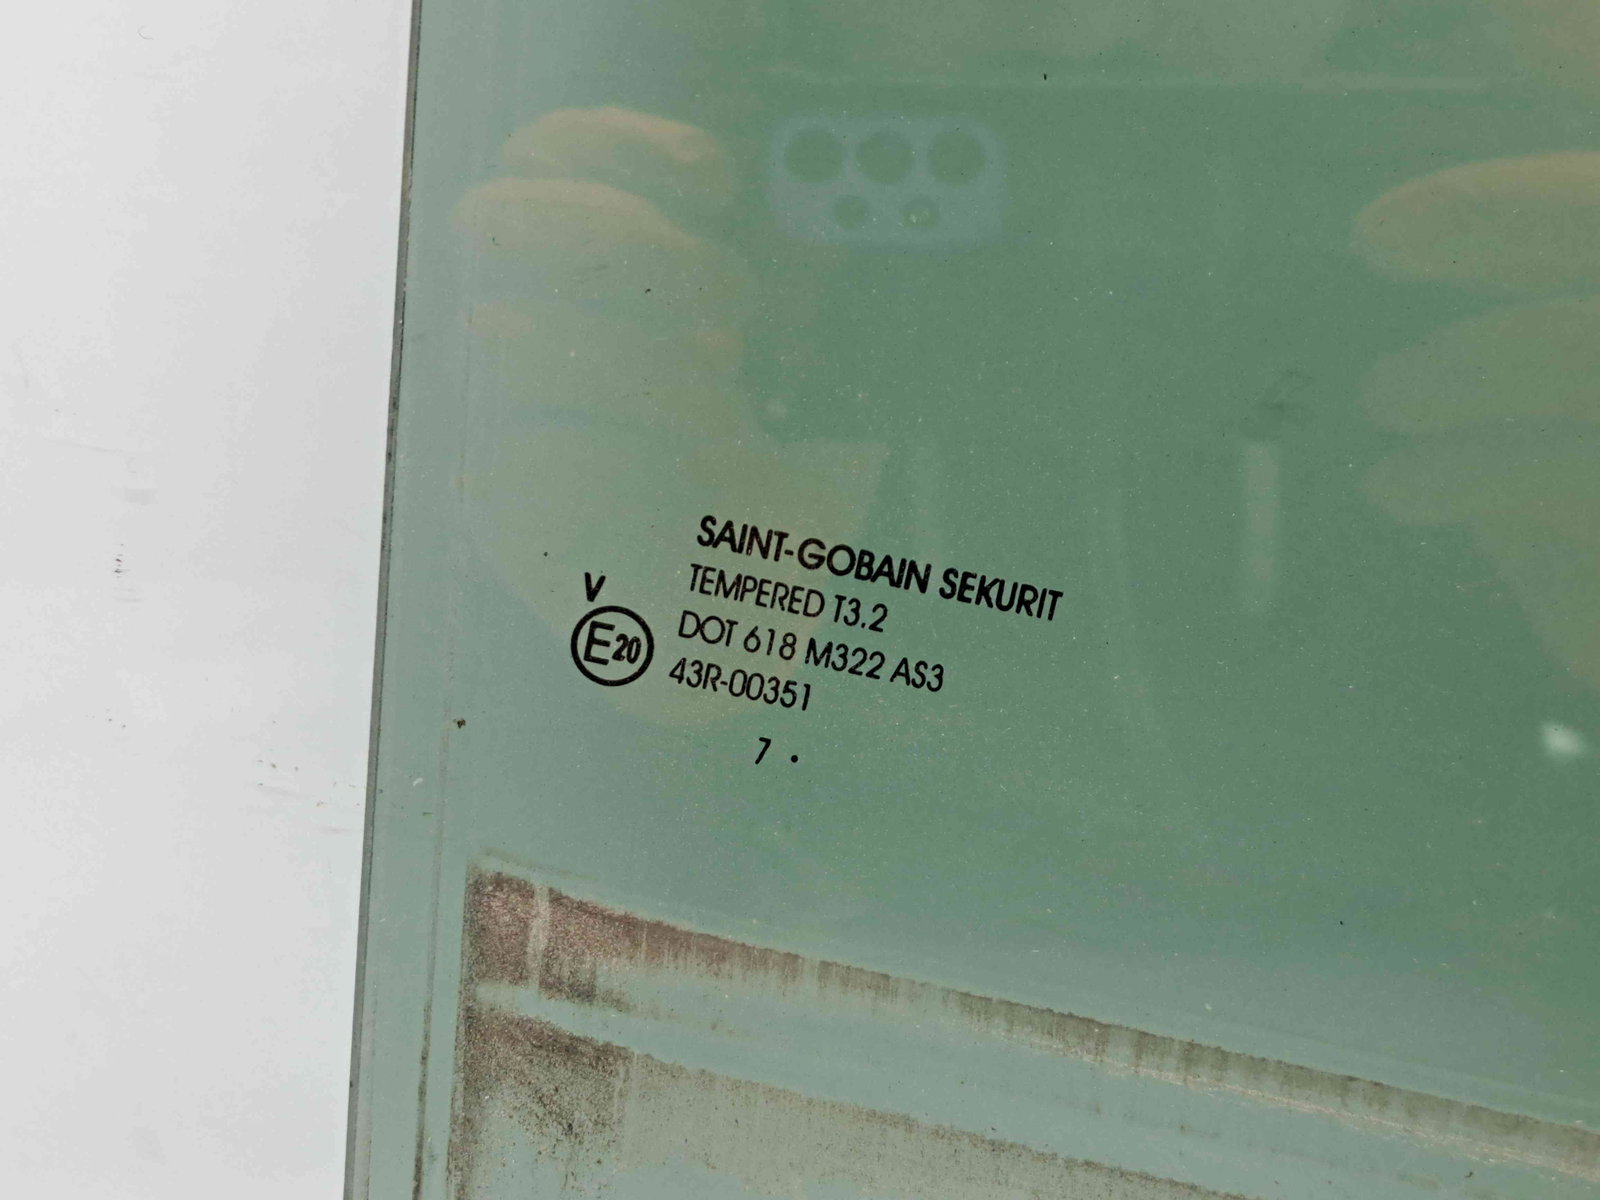 SAINT-GOBAIN SEKURIT
TEMPERED T3.2
V
E20
DOT 618 M322 AS3
43R-00351
7 .